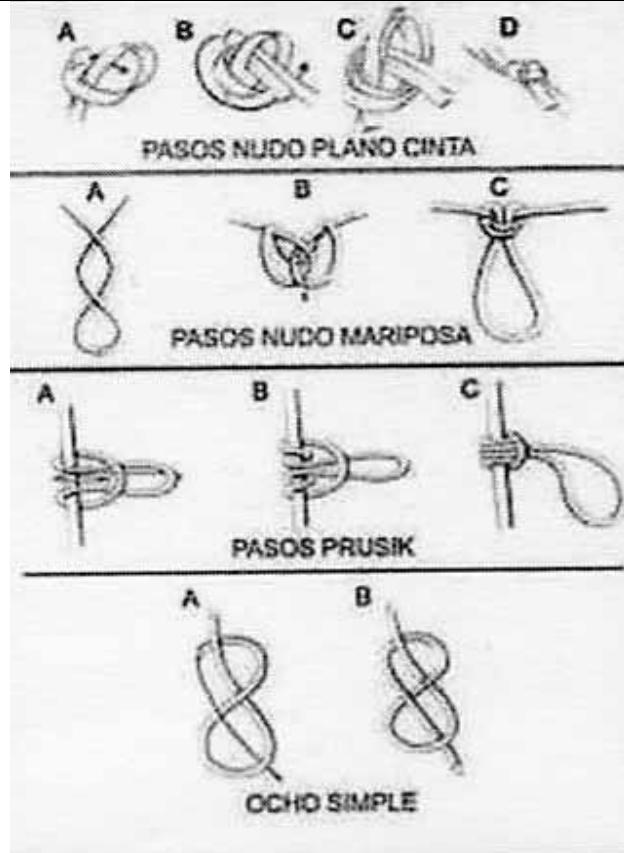 A B C D
PASOS NUDO PLANO CINTA
A B C
PASOS NUDO MARIPOSA
A B C
PASOS PRUSIK
A B
OCHO SIMPLE